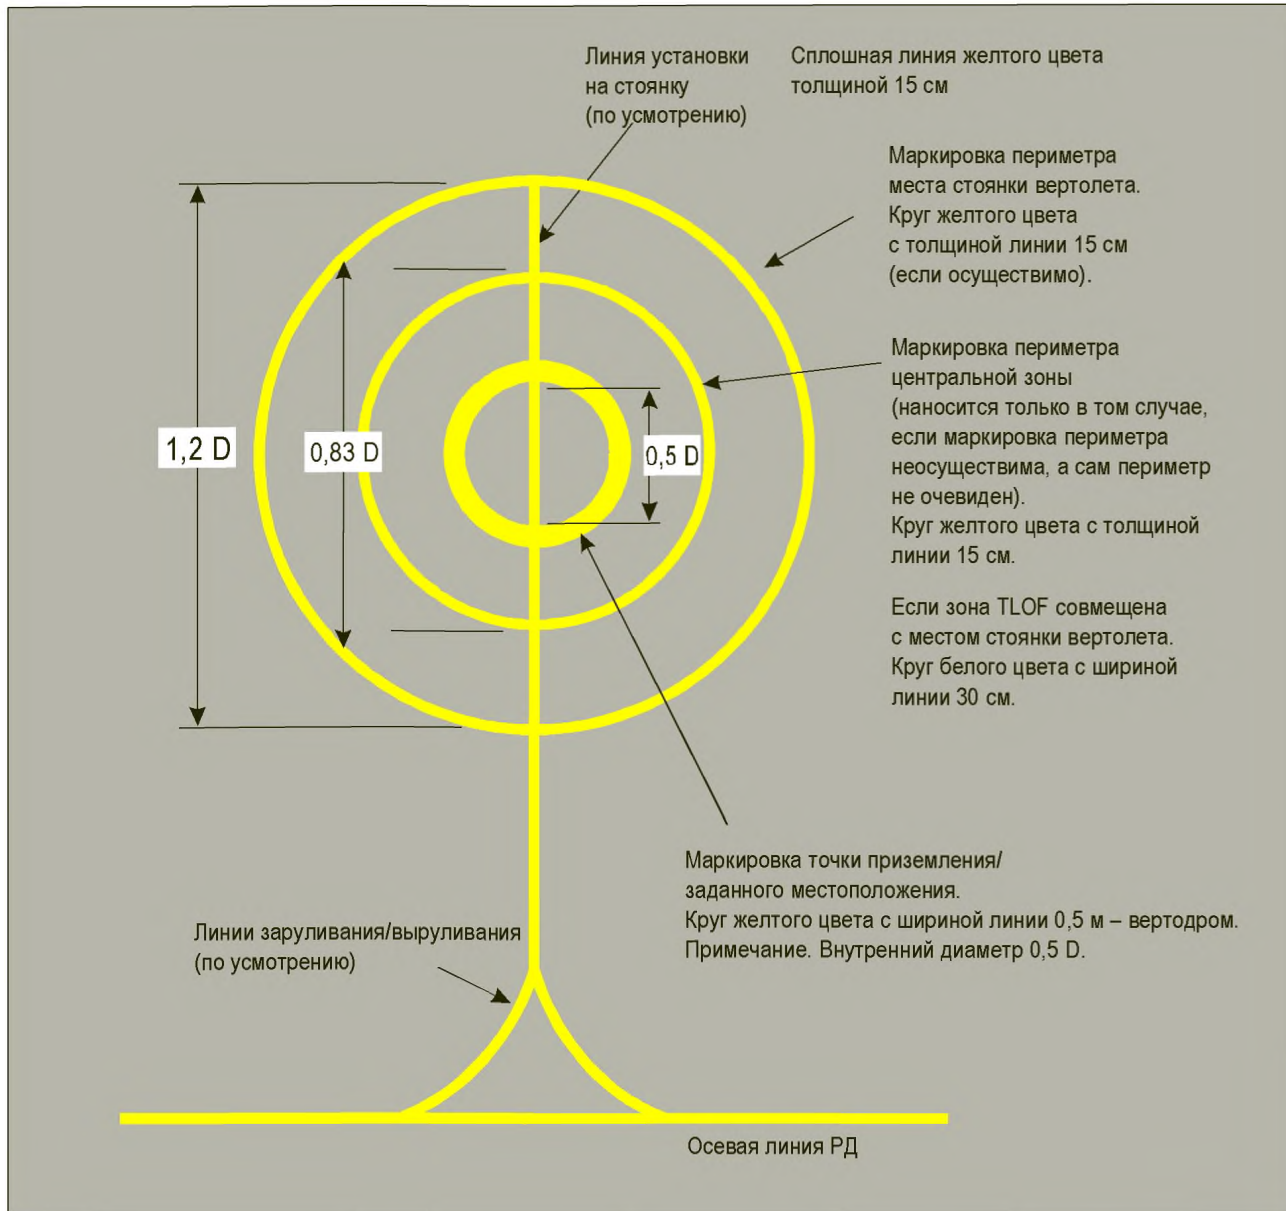 Линия установки
на стоянку
(по усмотрению)
Сплошная линия желтого цвета
толщиной 15 см
Маркировка периметра
места стоянки вертолета.
Круг желтого цвета
с толщиной линии 15 см
(если осуществимо).
Маркировка периметра
центральной зоны
(наносится только в том случае,
если маркировка периметра
неосуществима, а сам периметр
не очевиден).
Круг желтого цвета с толщиной
линии 15 см.
Если зона TLOF совмещена
с местом стоянки вертолета.
Круг белого цвета с шириной
линии 30 см.
1,2 D
0,83 D
0,5 D
Маркировка точки приземления/
заданного местоположения.
Круг желтого цвета с шириной линии 0,5 м – вертодром.
Примечание. Внутренний диаметр 0,5 D.
Линии заруливания/выруливания
(по усмотрению)
Осевая линия РД